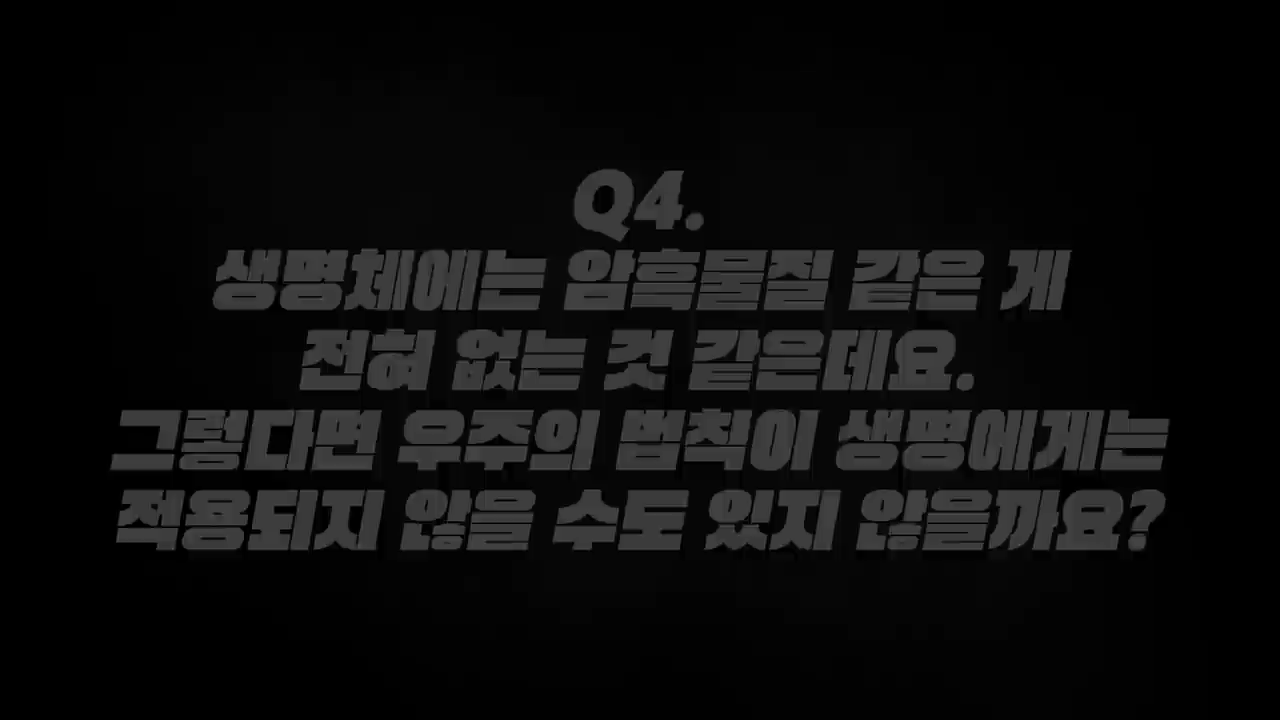 Q4.
생명체에는 암흑물질 같은 게
전혀 없는 것 같은데요.
그렇다면 우주의 법칙이 생명에게는
적용되지 않을 수도 있지 않을까요?